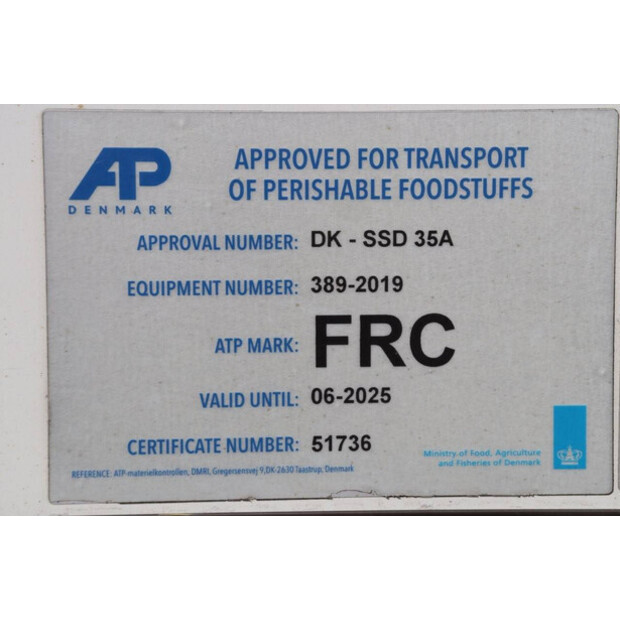 AP
DENMARK
APPROVED FOR TRANSPORT
OF PERISHABLE FOODSTUFFS
APPROVAL NUMBER: DK - SSD 35A
EQUIPMENT NUMBER: 389-2019
ATP MARK: FRC
VALID UNTIL: 06-2025
CERTIFICATE NUMBER: 51736
Ministry of Food, Agriculture
and Fisheries of Denmark
REFERENCE: ATP-materielkontrollen, DMRI, Gregersensvej 9,DK-2630 Taastrup, Denmark